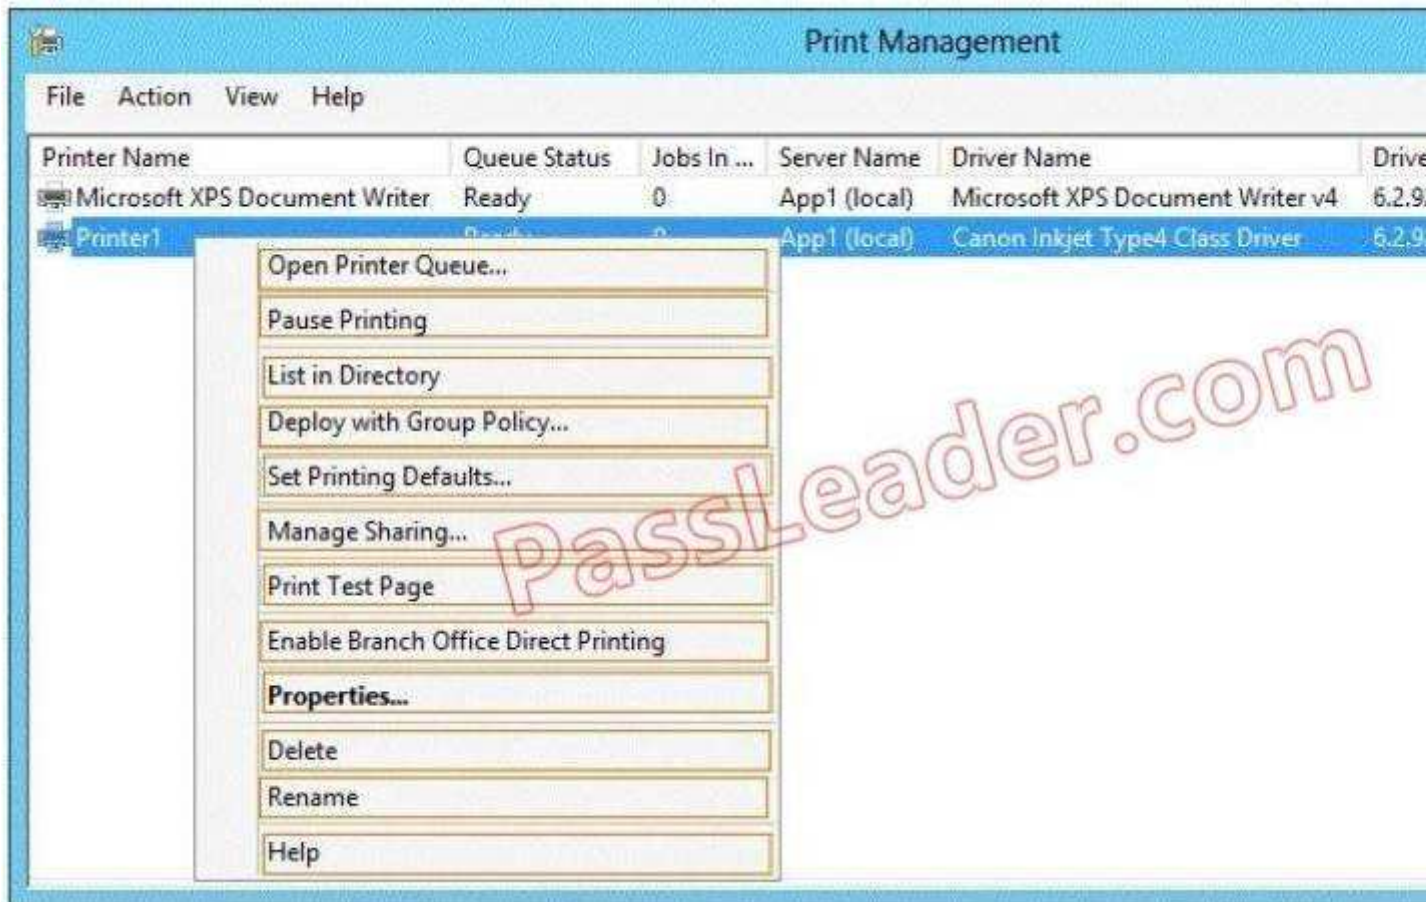 Print Management
File Action View Help
Printer Name Queue Status Jobs In ... Server Name Driver Name Drive
Microsoft XPS Document Writer Ready 0 App1 (local) Microsoft XPS Document Writer v4 6.2.9
Printer1 Ready 0 App1 (local) Canon Inkjet Type4 Class Driver 6.2.9
Open Printer Queue...
Pause Printing
List in Directory
Deploy with Group Policy...
Set Printing Defaults...
Manage Sharing...
Print Test Page
Enable Branch Office Direct Printing
Properties...
Delete
Rename
Help
PassLeader.com